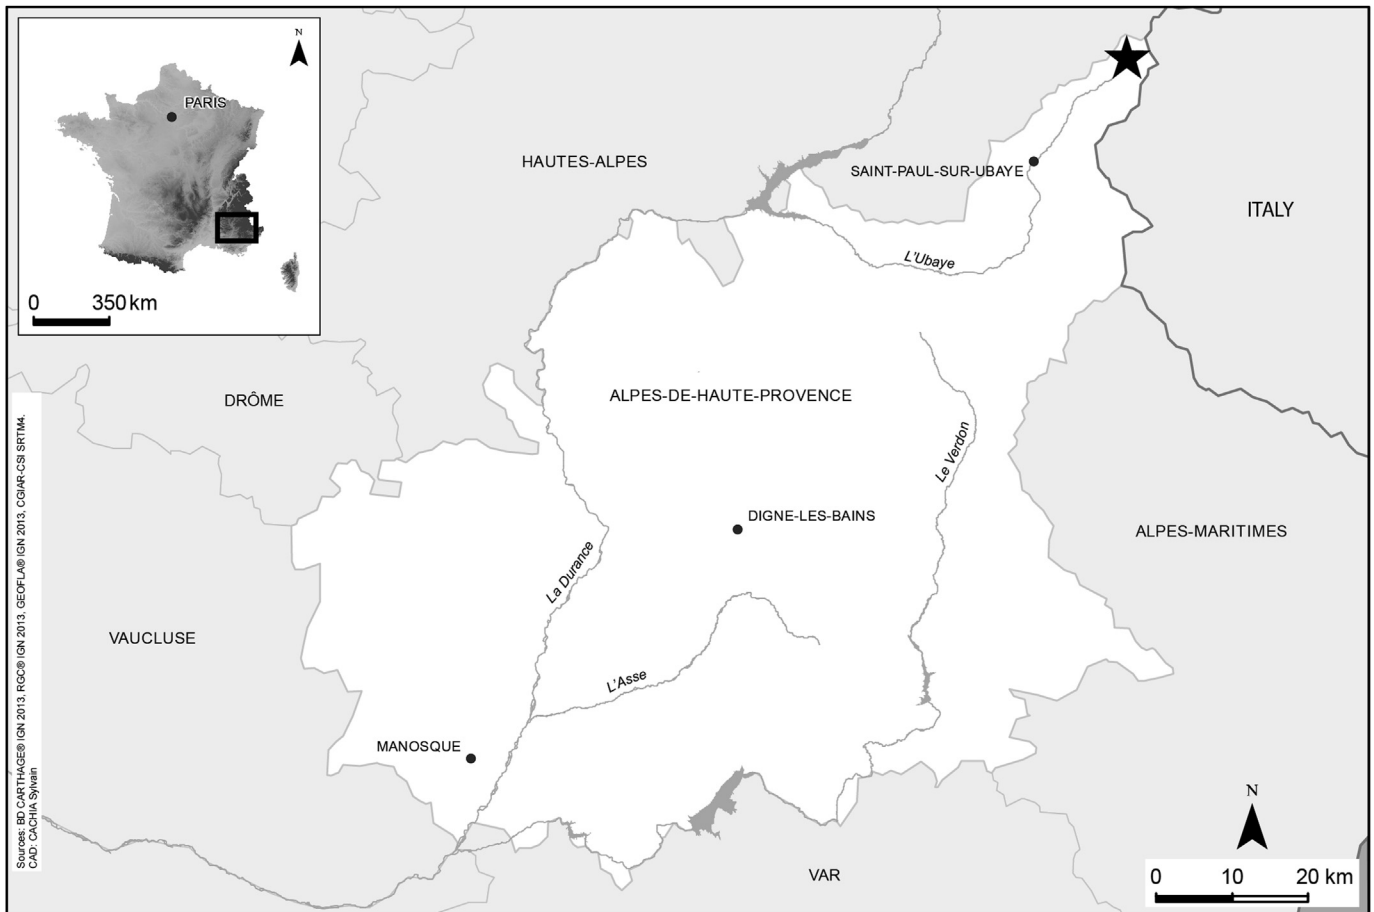 N
PARIS
0 350 km
HAUTES-ALPES
SAINT-PAUL-SUR-UBAYE
ITALY
L'Ubaye
DRÔME
ALPES-DE-HAUTE-PROVENCE
Le Verdon
DIGNE-LES-BAINS
ALPES-MARITIMES
La Durance
VAUCLUSE
L'Asse
MANOSQUE
VAR
N
0 10 20 km
Sources: BD CARTHAGE® IGN 2013, RGC® IGN 2013, GEOFLA® IGN 2013, CGIAR-CSI SRTM4.
CAD: CACHIA Sylvain